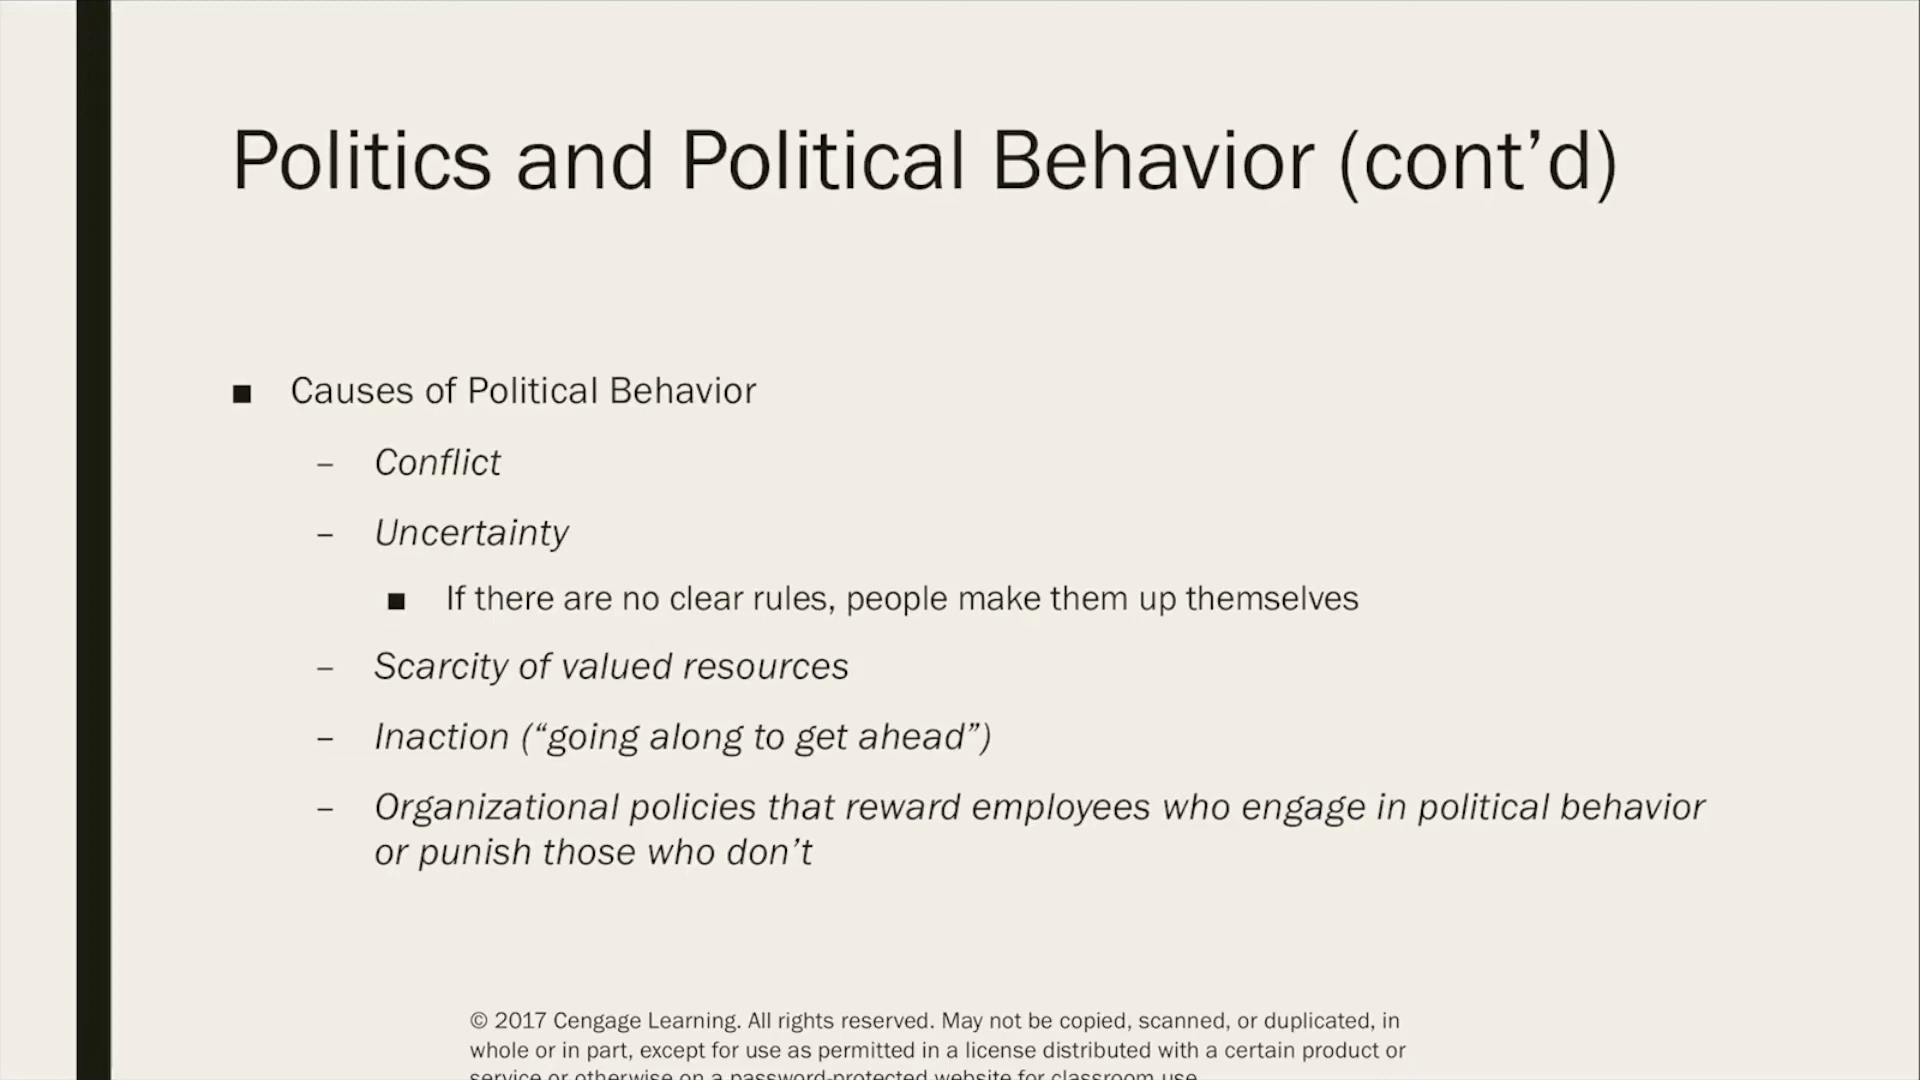 Politics and Political Behavior (cont’d)
■ Causes of Political Behavior
– Conflict
– Uncertainty
■ If there are no clear rules, people make them up themselves
– Scarcity of valued resources
– Inaction (“going along to get ahead”)
– Organizational policies that reward employees who engage in political behavior
or punish those who don’t
© 2017 Cengage Learning. All rights reserved. May not be copied, scanned, or duplicated, in
whole or in part, except for use as permitted in a license distributed with a certain product or
service or otherwise on a password-protected website for classroom use